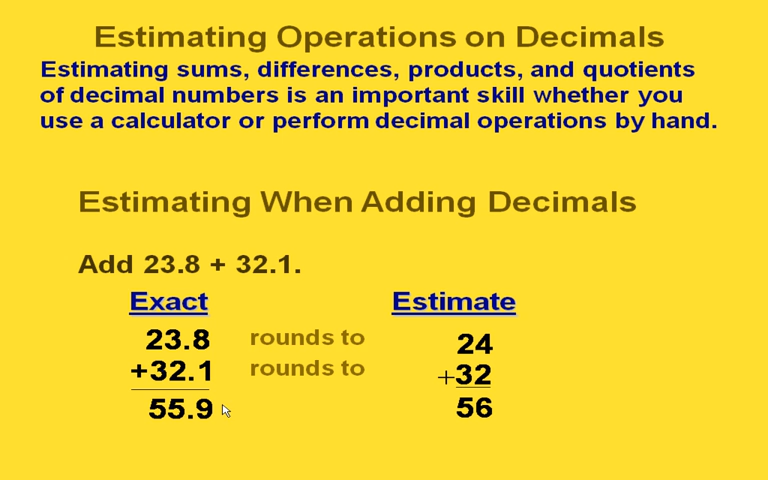 Estimating Operations on Decimals
Estimating sums, differences, products, and quotients
of decimal numbers is an important skill whether you
use a calculator or perform decimal operations by hand.
Estimating When Adding Decimals
Add 23.8 + 32.1.
Exact Estimate
23.8 rounds to 24
+32.1 rounds to +32
55.9 56